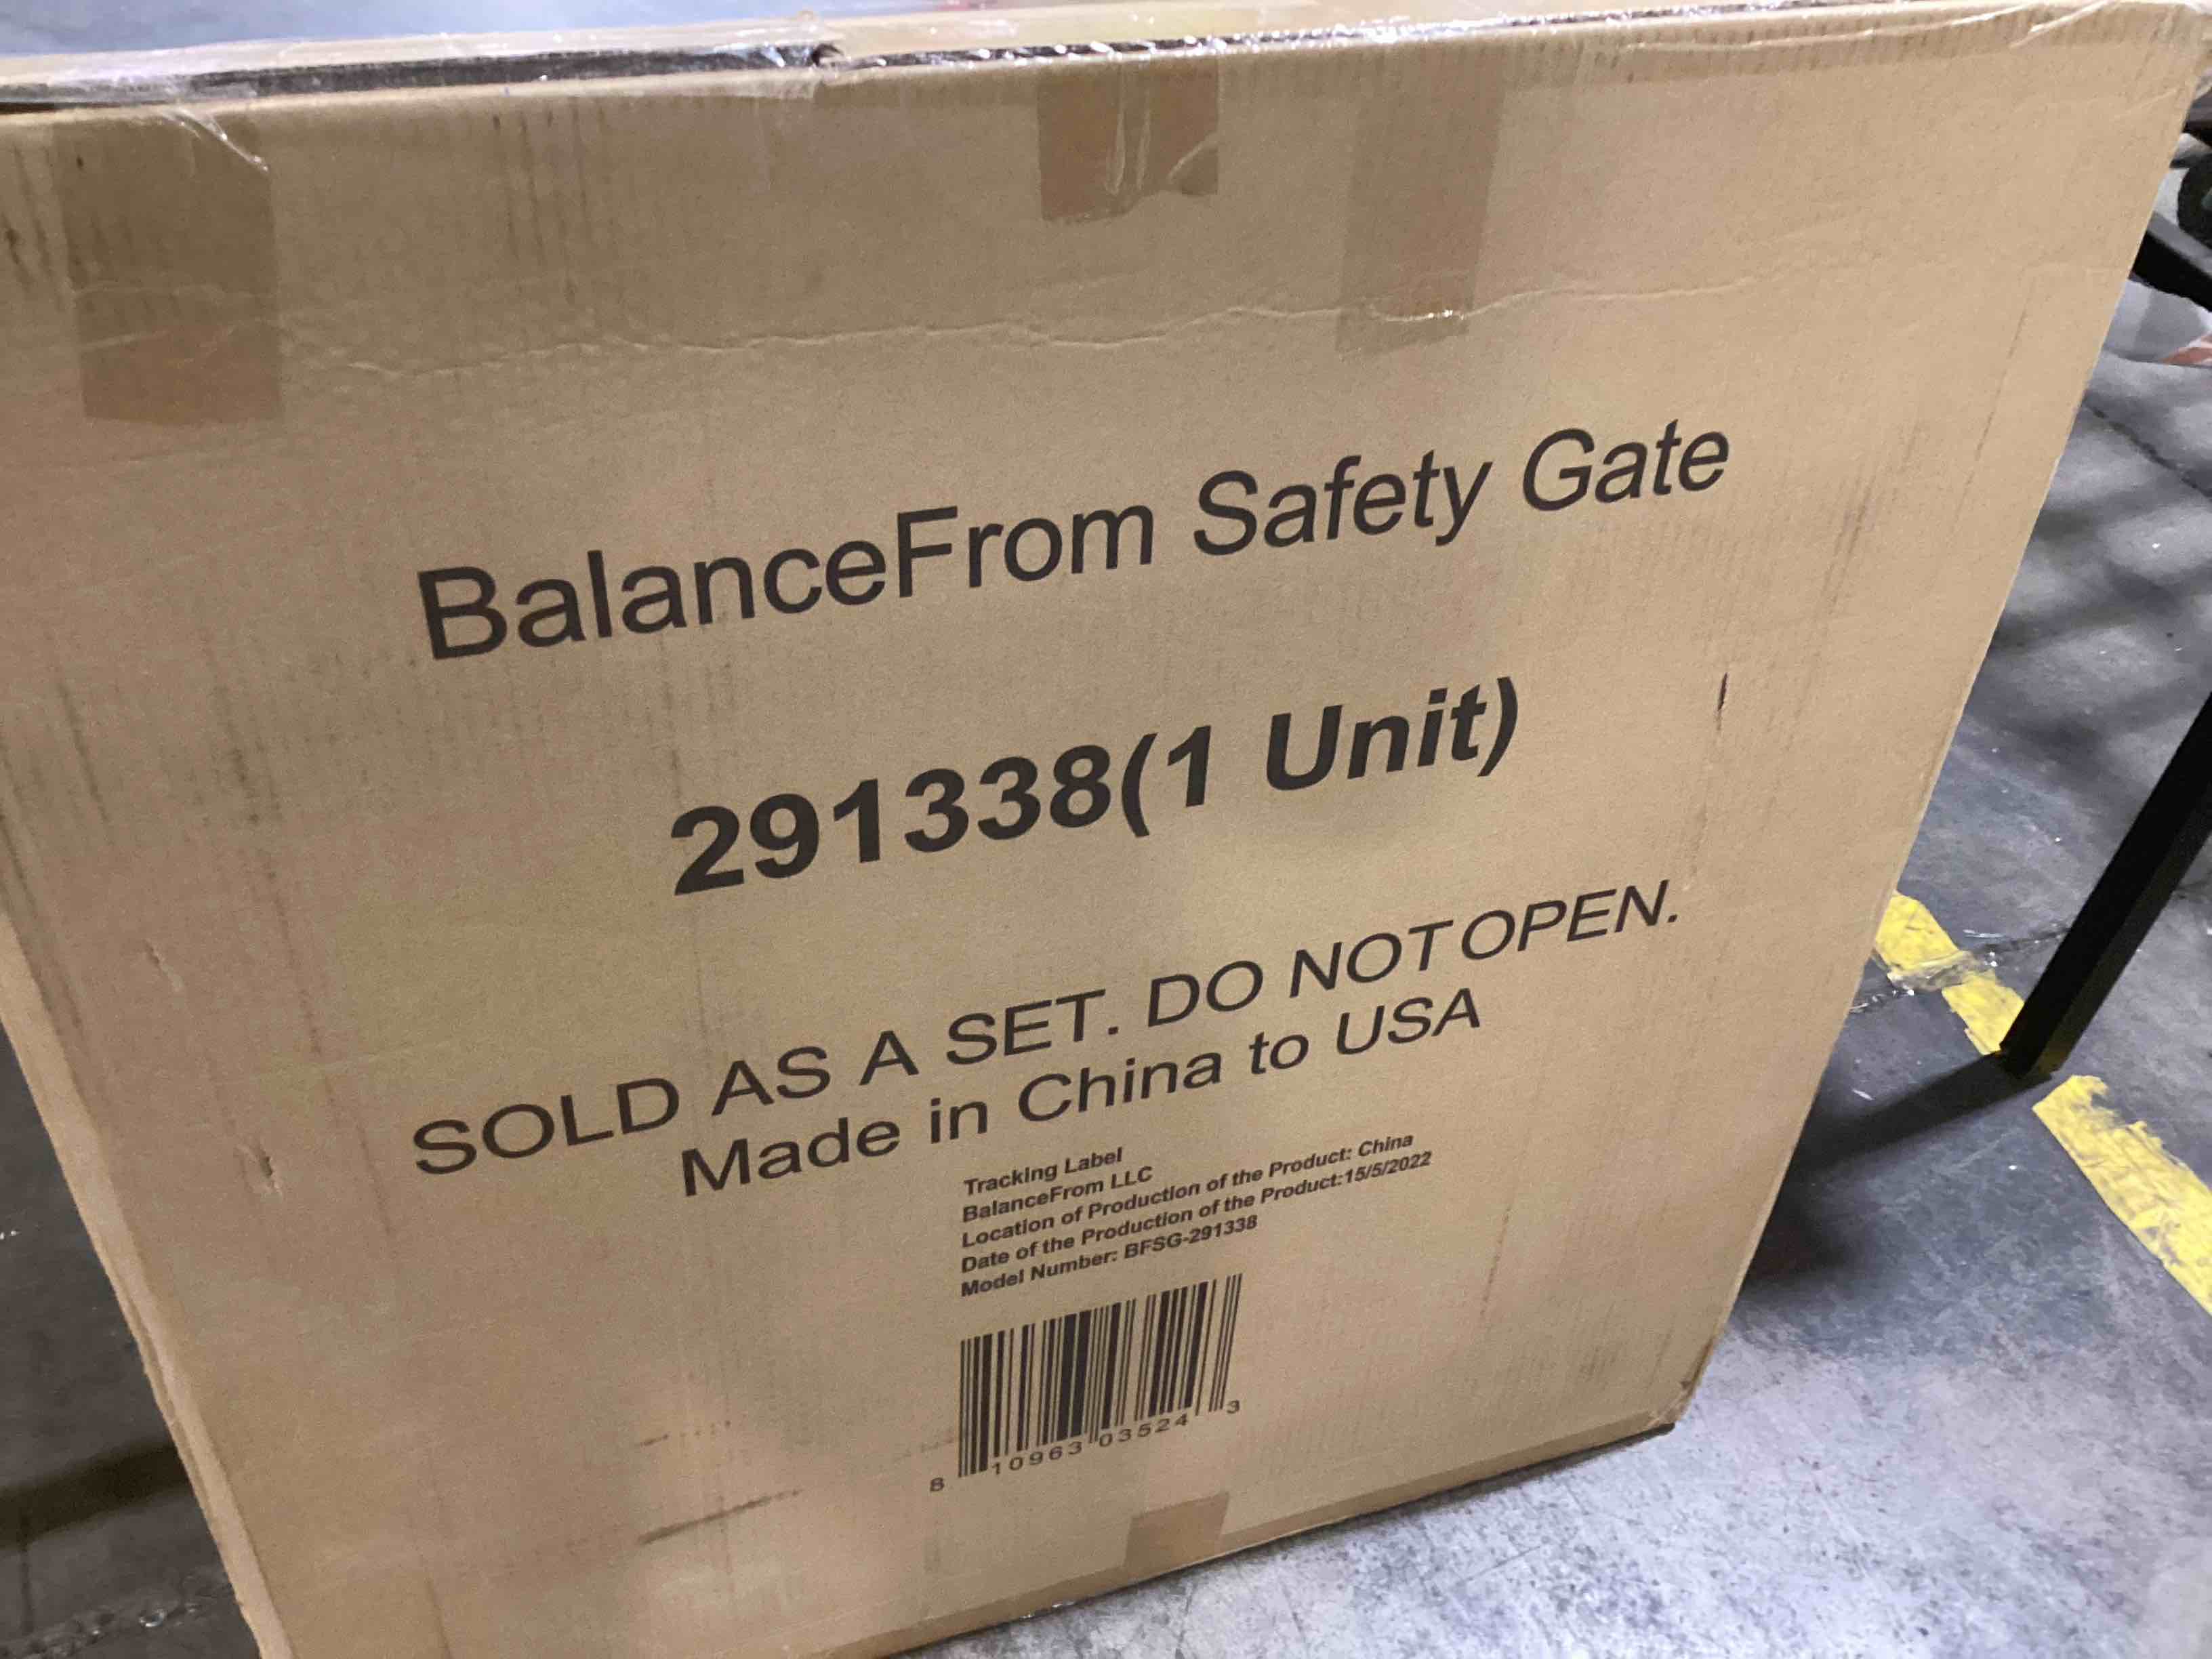 BalanceFrom Safety Gate
291338(1 Unit)
SOLD AS A SET. DO NOT OPEN.
Made in China to USA
Tracking Label
BalanceFrom LLC
Location of Production of the Product: China
Date of the Production of the Product:15/5/2022
Model Number: BFSG-291338
8 10963 03524 3